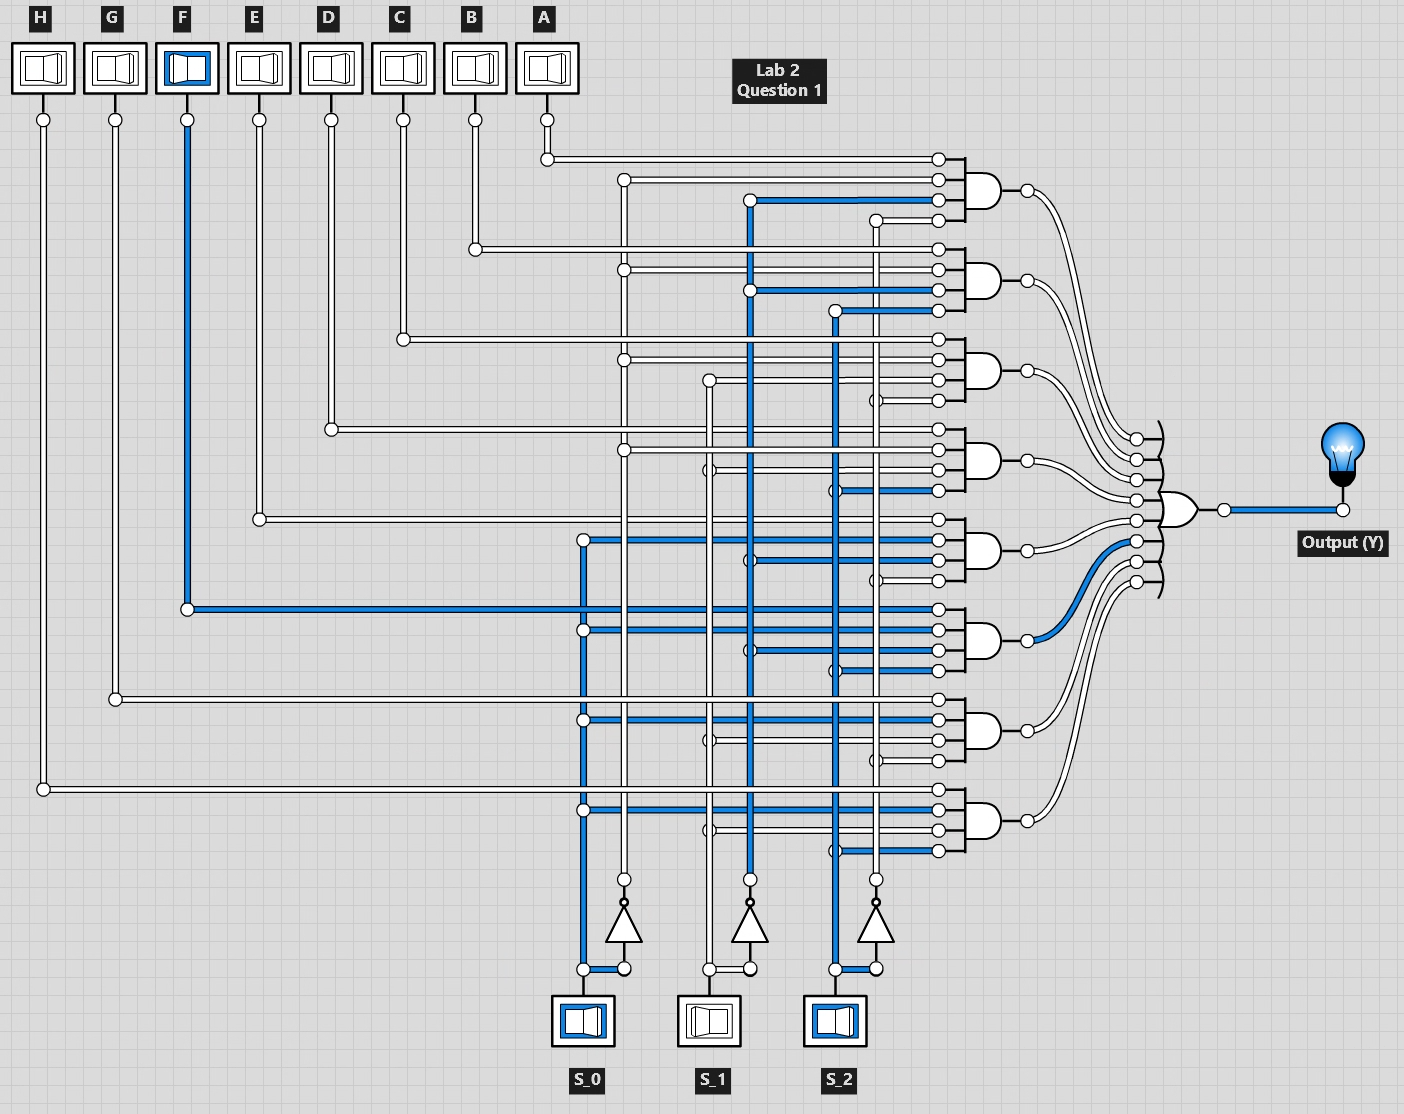 H
G
F
E
D
C
B
A
Lab 2
Question 1
Output (Y)
S_0
S_1
S_2